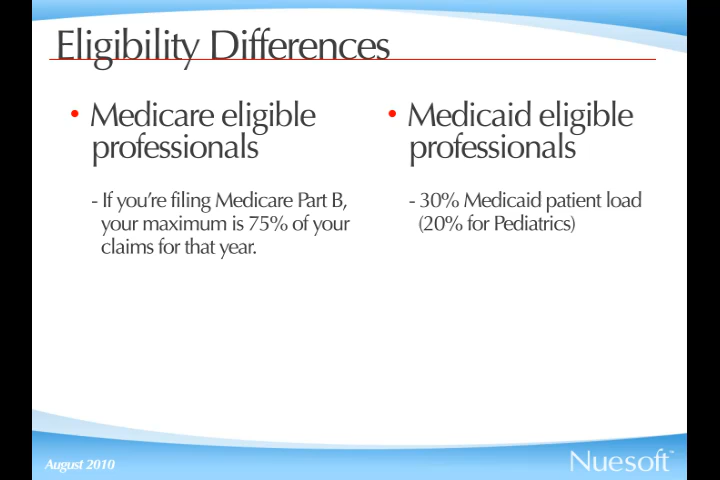 Eligibility Differences
• Medicare eligible
professionals
- If you’re filing Medicare Part B,
your maximum is 75% of your
claims for that year.
• Medicaid eligible
professionals
- 30% Medicaid patient load
(20% for Pediatrics)
August 2010
Nuesoft™